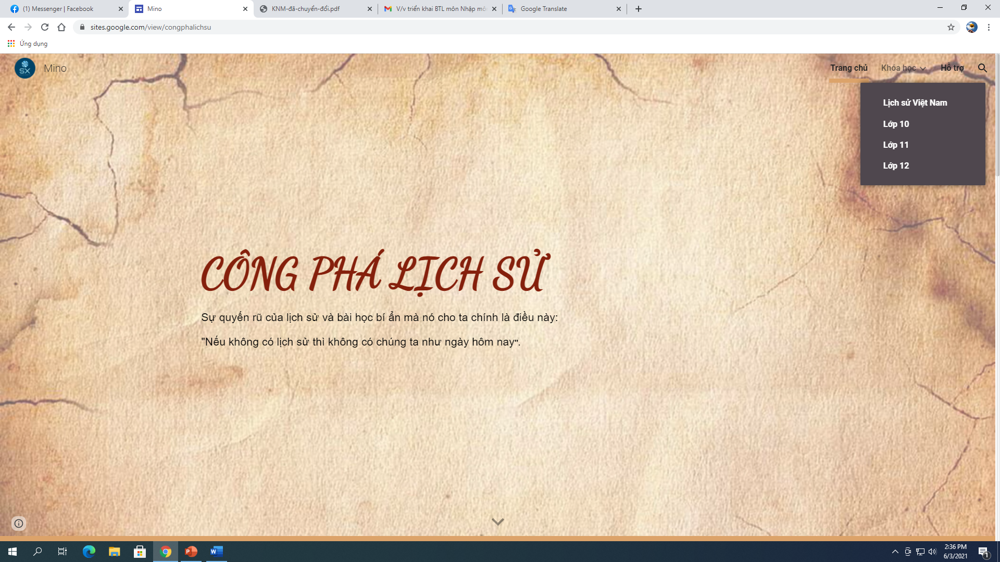 (1) Messenger | Facebook
Mino
KNM-đã-chuyển-đổi.pdf
V/v triển khai BTL môn Nhập mô
Google Translate
sites.google.com/view/congphalichsu
Ứng dụng
SX
Mino
Trang chủ
Khóa học
Hỗ trợ
Lịch sử Việt Nam
Lớp 10
Lớp 11
Lớp 12
CÔNG PHÁ LỊCH SỬ
Sự quyến rũ của lịch sử và bài học bí ẩn mà nó cho ta chính là điều này:
"Nếu không có lịch sử thì không có chúng ta như ngày hôm nay".
2:36 PM
6/3/2021
1